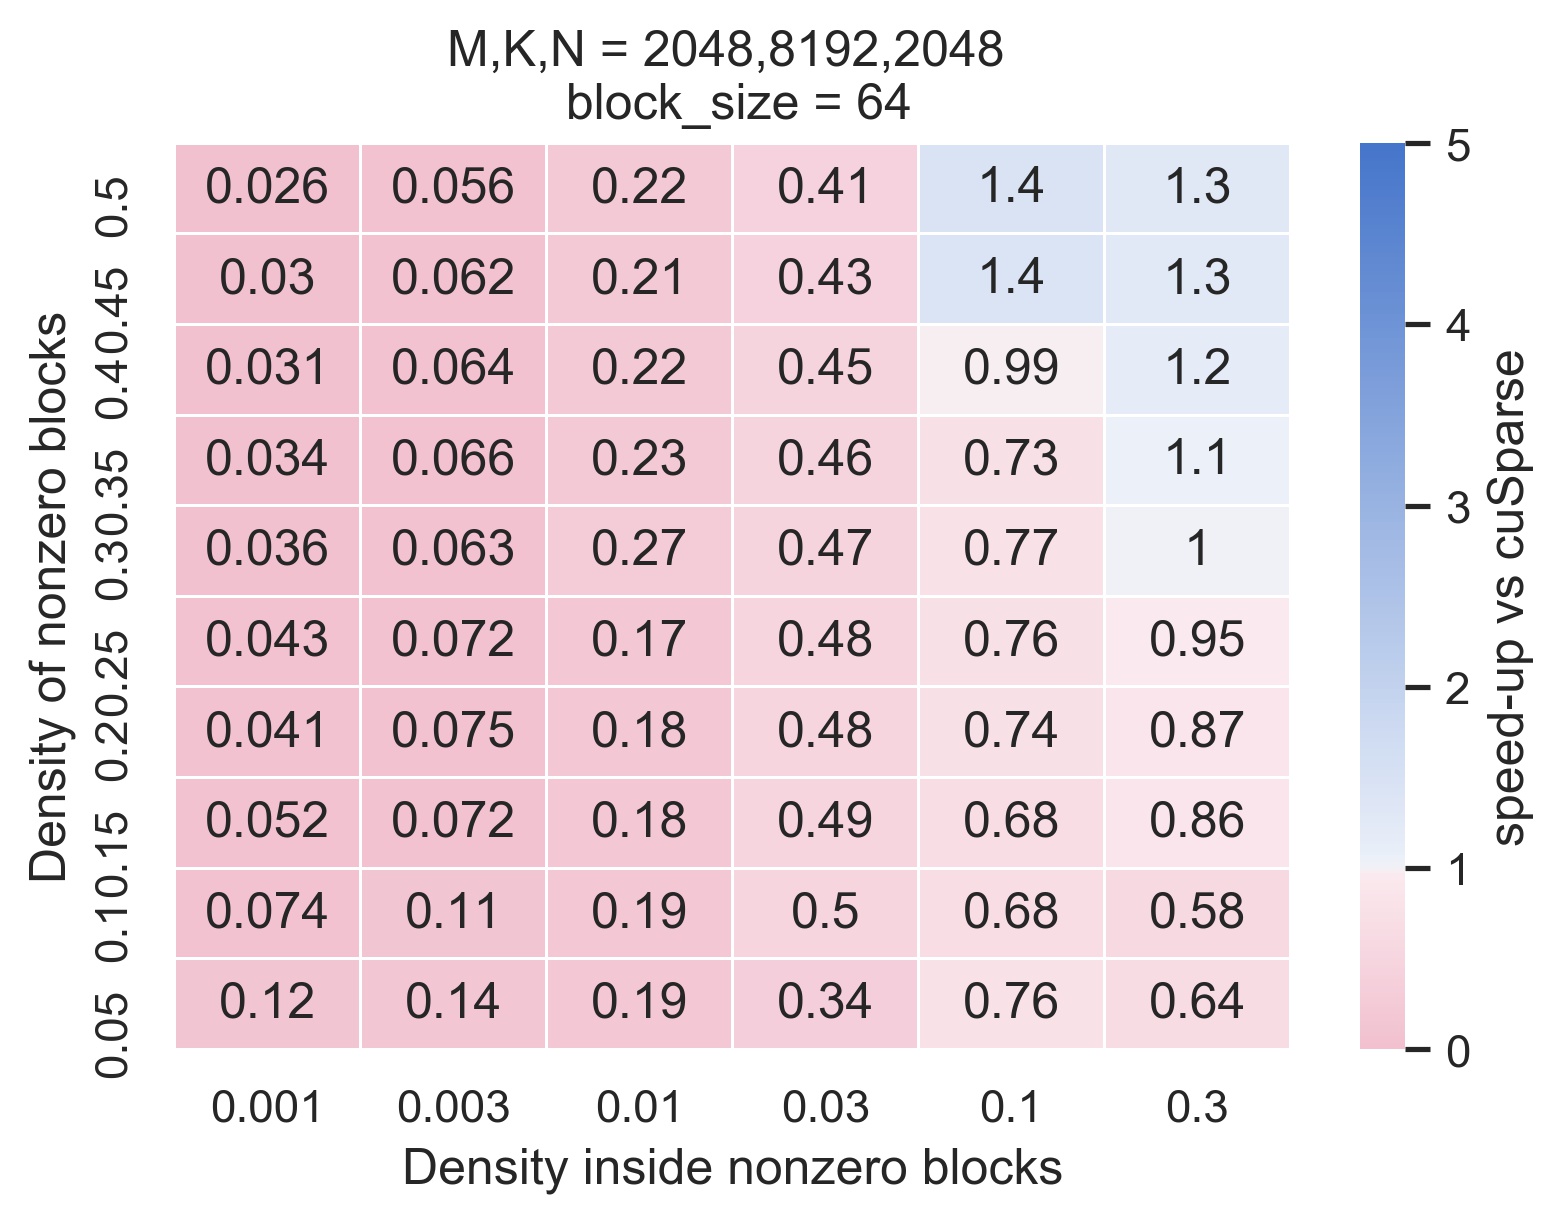 M,K,N = 2048,8192,2048
block_size = 64
0.5 0.026 0.056 0.22 0.41 1.4 1.3
0.45 0.03 0.062 0.21 0.43 1.4 1.3
0.4 0.031 0.064 0.22 0.45 0.99 1.2
0.35 0.034 0.066 0.23 0.46 0.73 1.1
0.3 0.036 0.063 0.27 0.47 0.77 1
0.25 0.043 0.072 0.17 0.48 0.76 0.95
0.2 0.041 0.075 0.18 0.48 0.74 0.87
0.15 0.052 0.072 0.18 0.49 0.68 0.86
0.1 0.074 0.11 0.19 0.5 0.68 0.58
0.05 0.12 0.14 0.19 0.34 0.76 0.64
0.001 0.003 0.01 0.03 0.1 0.3
Density inside nonzero blocks
Density of nonzero blocks
5
4
3
2
1
0
speed-up vs cuSparse